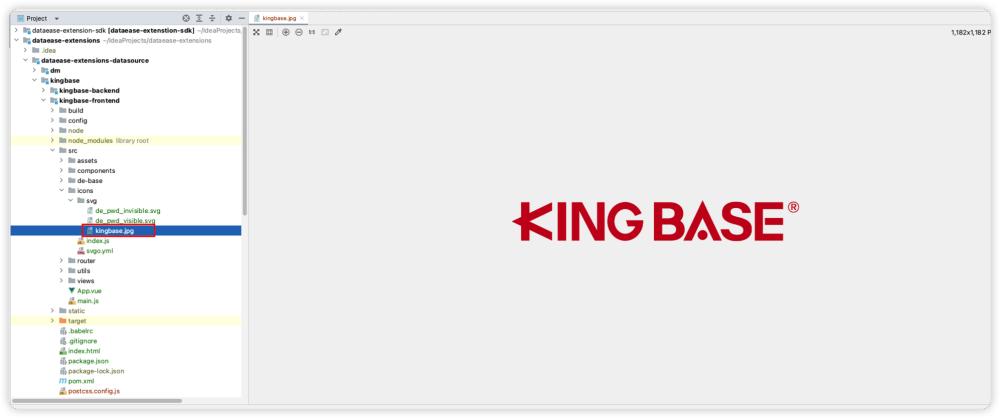 Project
kingbase.jpg
dataease-extension-sdk [dataease-extenstion-sdk] ~/IdeaProjects,
dataease-extensions ~/IdeaProjects/dataease-extensions
1,182x1,182 P
.idea
dataease-extensions-datasource
dm
kingbase
kingbase-backend
kingbase-frontend
build
config
node
node_modules library root
src
assets
components
de-base
icons
svg
de_pwd_invisible.svg
de_pwd_visible.svg
kingbase.jpg
index.js
svgo.yml
router
utils
views
App.vue
main.js
static
target
.babelrc
.gitignore
index.html
package.json
package-lock.json
pom.xml
postcss.config.js
1:1
KINGBASE®